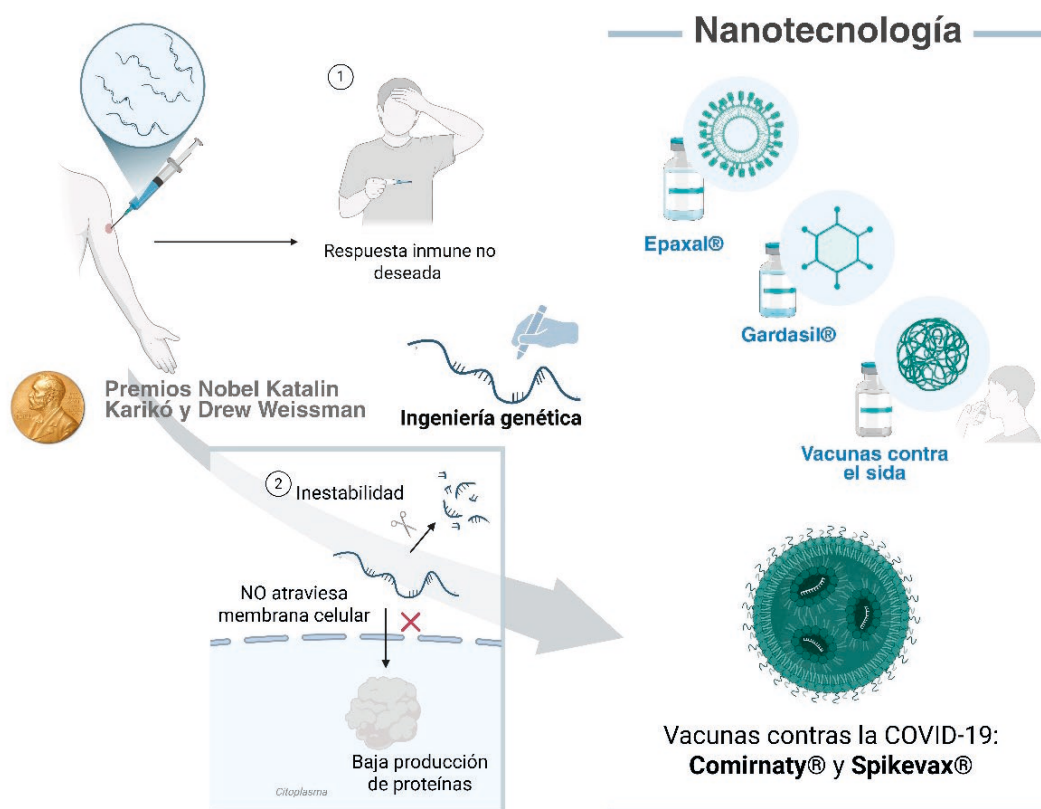 Nanotecnología
1
Respuesta inmune no
deseada
Premios Nobel Katalin
Karikó y Drew Weissman
Ingeniería genética
2
Inestabilidad
NO atraviesa
membrana celular
Baja producción
de proteínas
Citoplasma
Epaxal®
Gardasil®
Vacunas contra
el sida
Vacunas contras la COVID-19:
Comirnaty® y Spikevax®